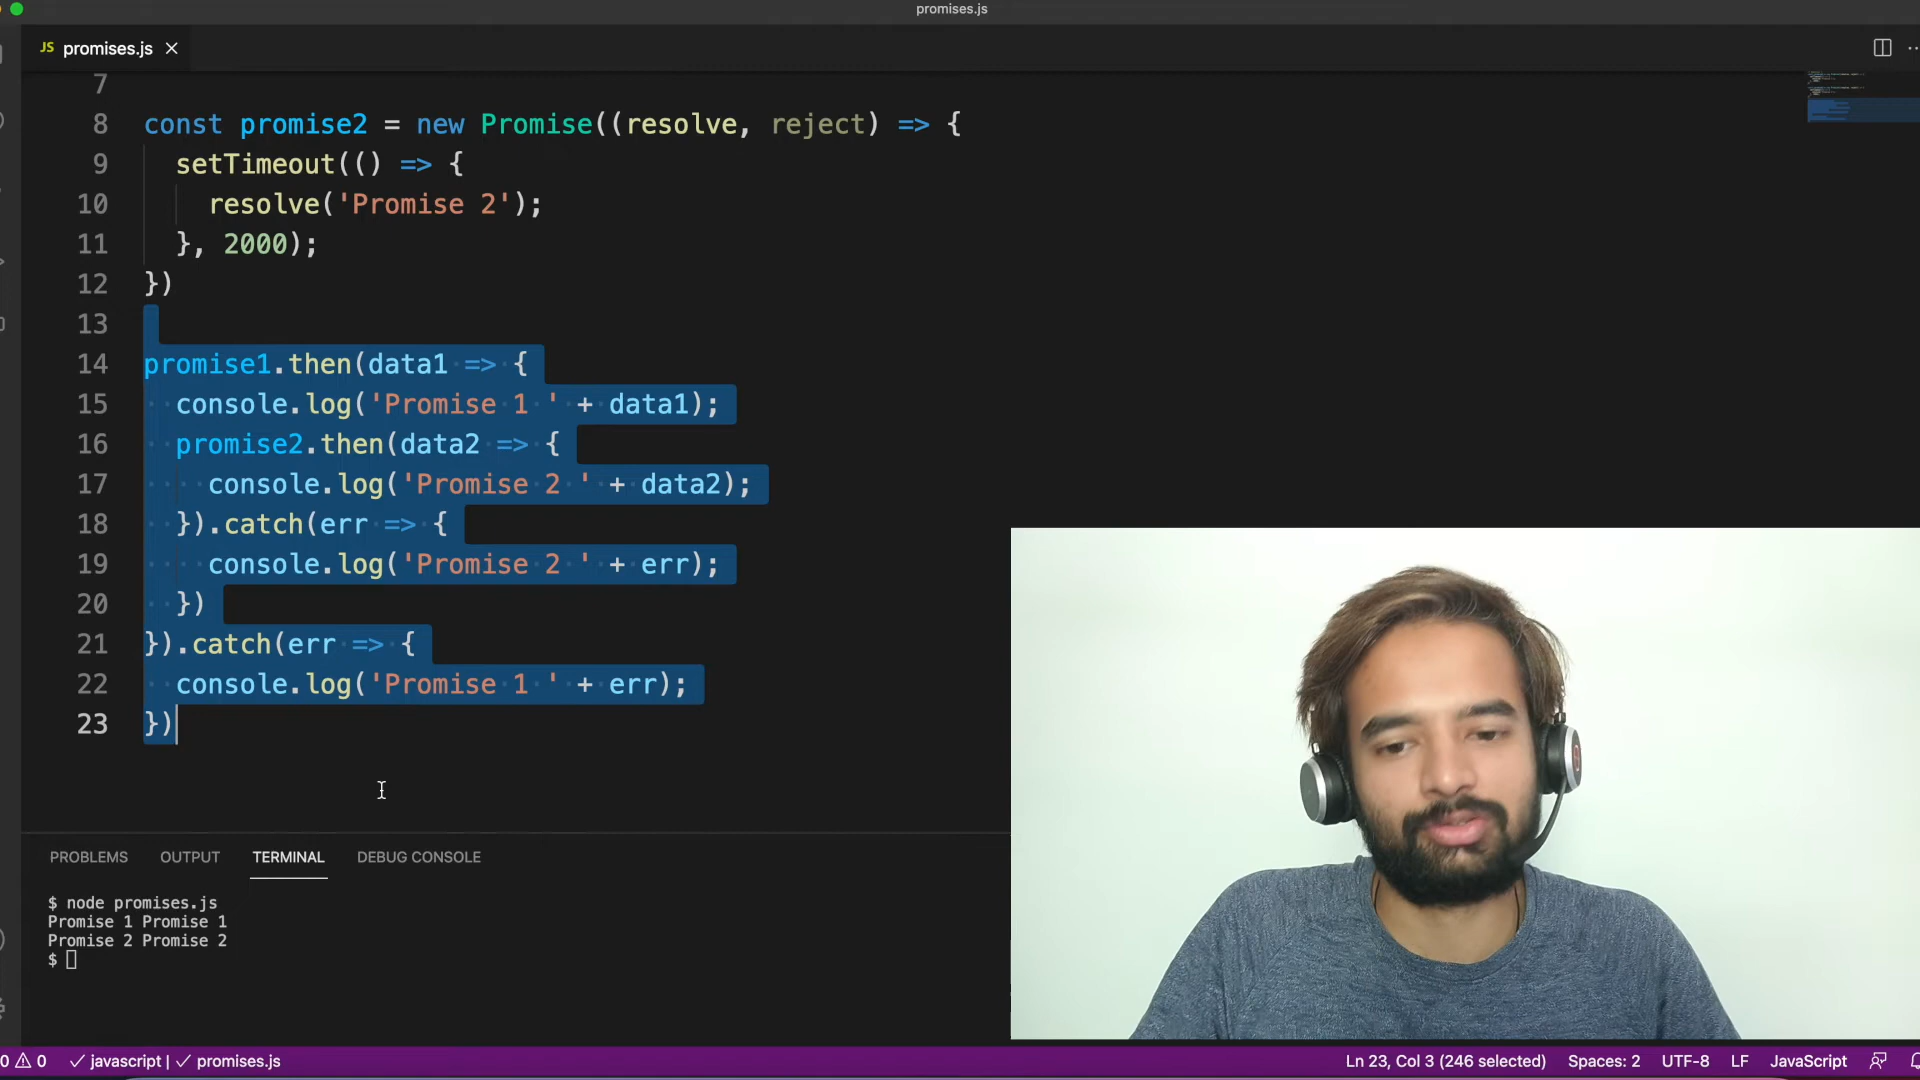 promises.js
JS promises.js
7
8 const promise2 = new Promise((resolve, reject) => {
9 setTimeout(() => {
10 resolve('Promise 2');
11 }, 2000);
12 })
13
14 promise1.then(data1 => {
15 console.log('Promise 1 ' + data1);
16 promise2.then(data2 => {
17 console.log('Promise 2 ' + data2);
18 }).catch(err => {
19 console.log('Promise 2 ' + err);
20 })
21 }).catch(err => {
22 console.log('Promise 1 ' + err);
23 })
PROBLEMS OUTPUT TERMINAL DEBUG CONSOLE
$ node promises.js
Promise 1 Promise 1
Promise 2 Promise 2
$
0 0 javascript | promises.js Ln 23, Col 3 (246 selected) Spaces: 2 UTF-8 LF JavaScript